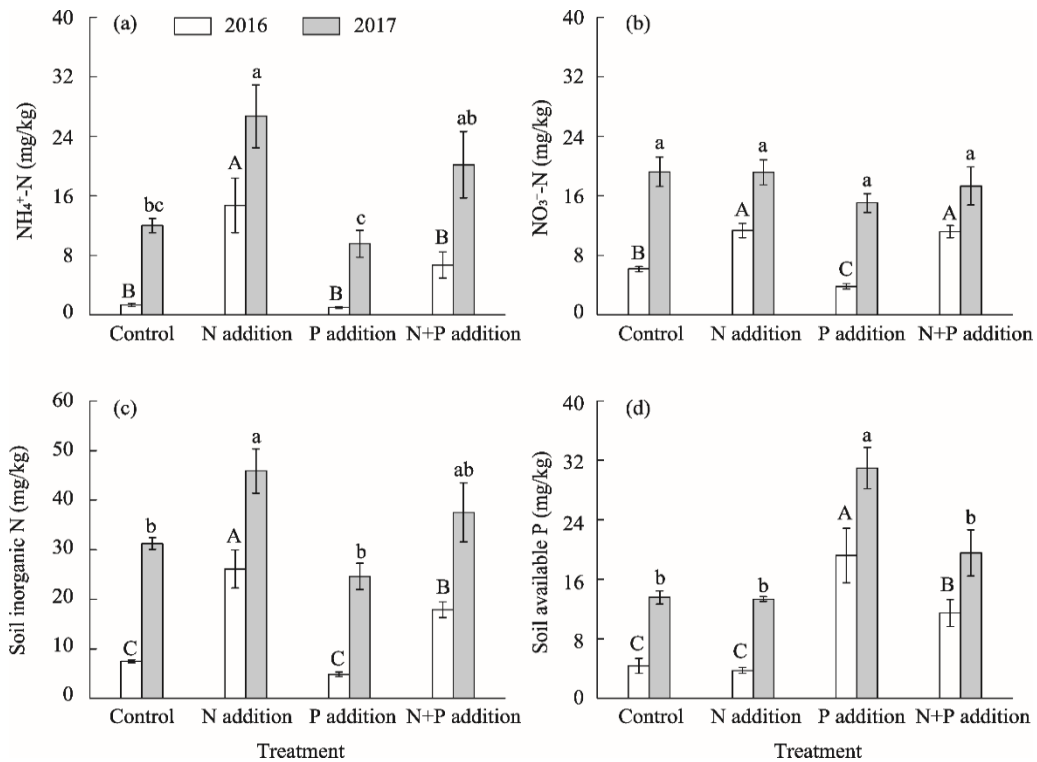 (a)
2016
2017
NH₄⁺-N (mg/kg)
40
32
24
16
8
0
B
bc
A
a
B
c
B
ab
Control
N addition
P addition
N+P addition
(b)
NO₃⁻-N (mg/kg)
40
32
24
16
8
0
B
a
A
a
C
a
A
a
Control
N addition
P addition
N+P addition
(c)
Soil inorganic N (mg/kg)
60
50
40
30
20
10
0
C
b
A
a
C
b
B
ab
Control
N addition
P addition
N+P addition
Treatment
(d)
Soil available P (mg/kg)
40
32
24
16
8
0
C
b
C
b
A
a
B
b
Control
N addition
P addition
N+P addition
Treatment